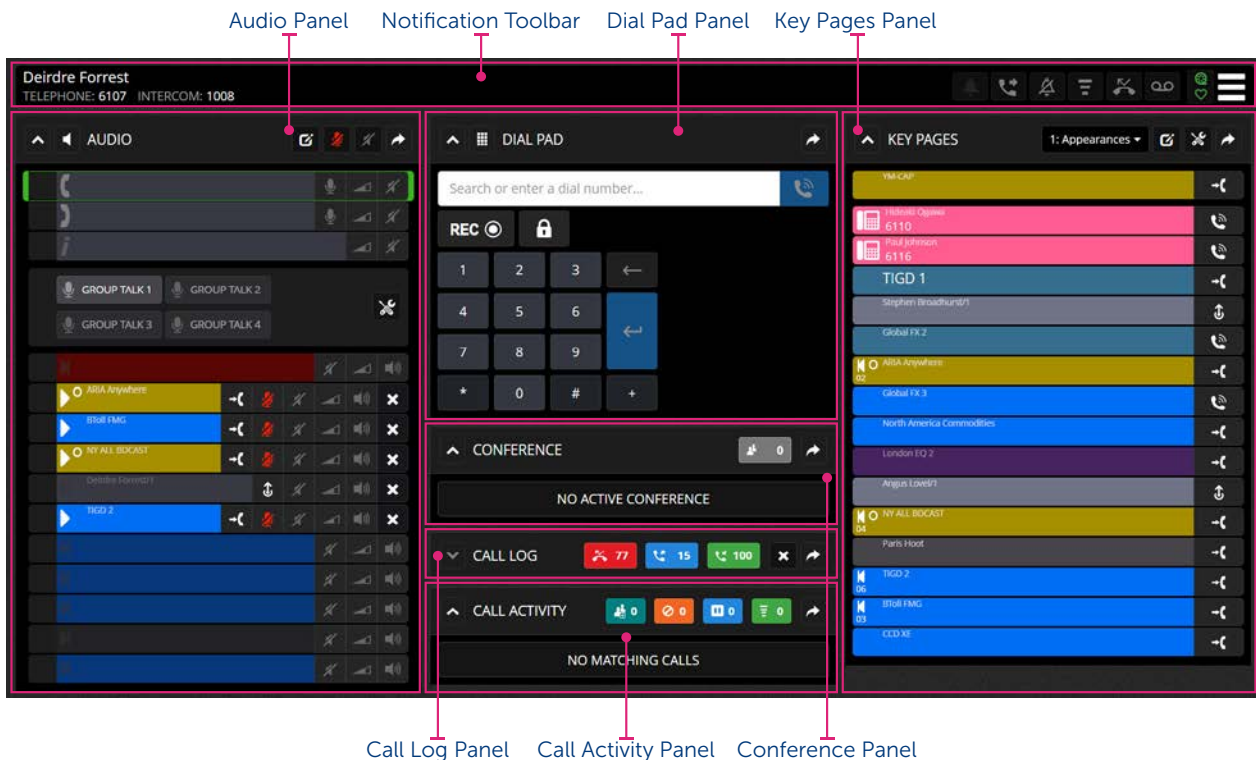 Audio Panel Notification Toolbar Dial Pad Panel Key Pages Panel
Deirdre Forrest
TELEPHONE: 6107 INTERCOM: 1008
AUDIO
GROUP TALK 1 GROUP TALK 2
GROUP TALK 3 GROUP TALK 4
ARIA Anywhere
BToll FMG
NY ALL BDCAST
Deirdre Forrest/1
TIGD 2
DIAL PAD
Search or enter a dial number...
REC
1 2 3
4 5 6
7 8 9
* 0 # +
CONFERENCE 0
NO ACTIVE CONFERENCE
CALL LOG 77 15 100
CALL ACTIVITY 0 0 0 0
NO MATCHING CALLS
KEY PAGES 1: Appearances
YM-CAP
Hideaki Ogawa
6110
Paul Johnson
6116
TIGD 1
Stephen Broadhurst/1
Global FX 2
ARIA Anywhere
02
Global FX 3
North America Commodities
London EQ 2
Angus Lovel/1
NY ALL BDCAST
04
Paris Hoot
TIGD 2
06
BToll FMG
03
CCD XE
Call Log Panel Call Activity Panel Conference Panel